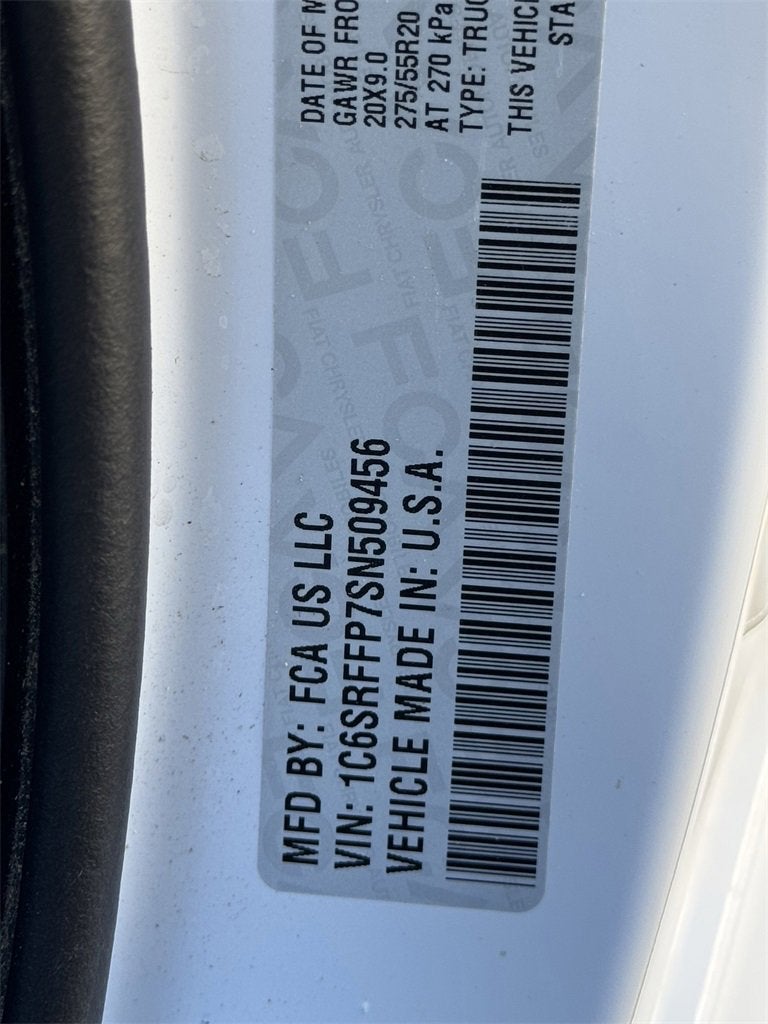 MFD BY: FCA US LLC
VIN: 1C6SRFFP7SN509456
VEHICLE MADE IN: U.S.A.
DATE OF M
GAWR FRO
20X9.0
275/55R20
AT 270 kPa
TYPE: TRUC
THIS VEHICL
STA